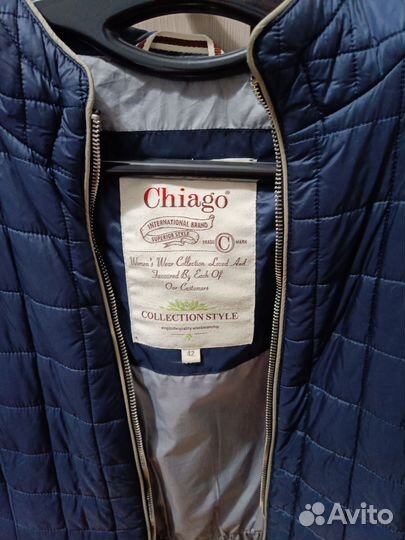 Chiago®
INTERNATIONAL BRAND
SUPERIOR STYLE
TRADE C MARK
Women's Wear Collection Loved And
Favoured By Each Of
Our Customers
COLLECTION STYLE
42
Avito